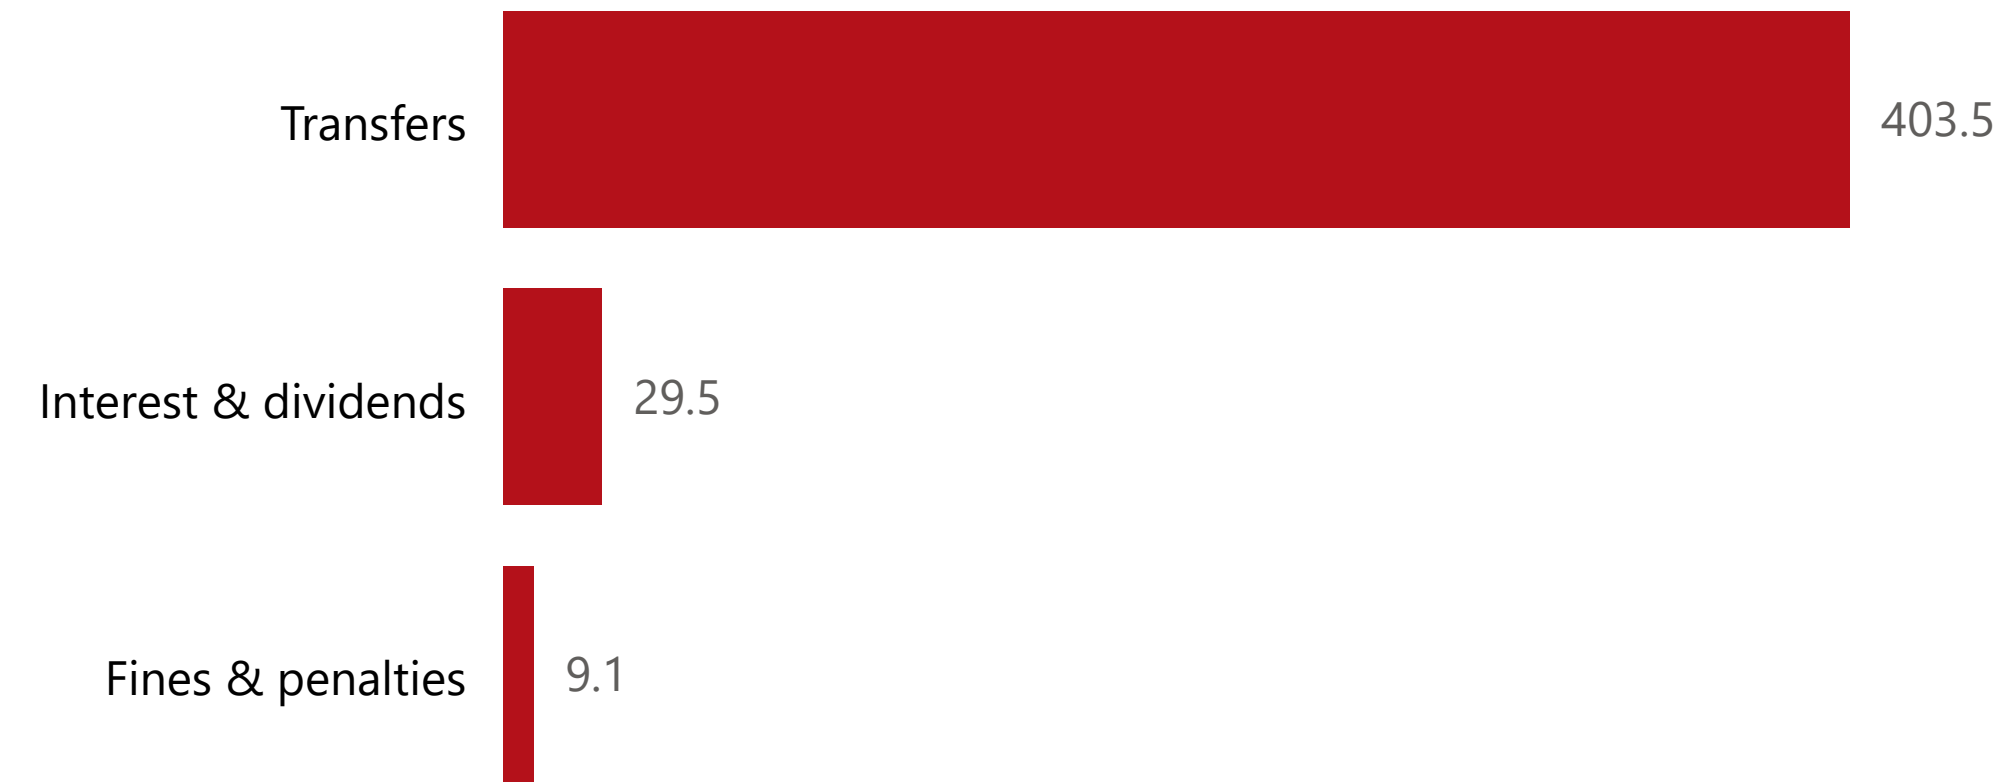 Transfers 403.5
Interest & dividends 29.5
Fines & penalties 9.1